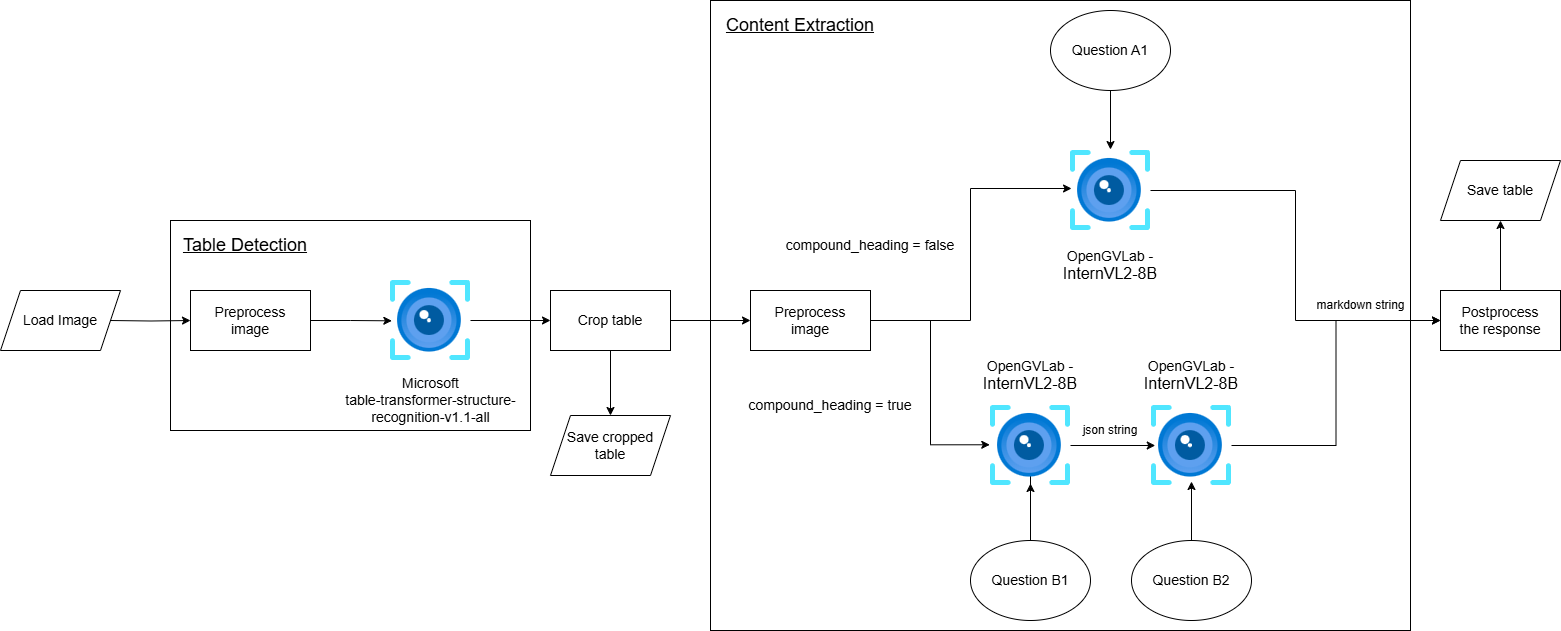 Content Extraction
Question A1
Save table
Table Detection
compound_heading = false
OpenGVLab -
InternVL2-8B
Load Image
Preprocess
image
Crop table
Preprocess
image
markdown string
Postprocess
the response
Microsoft
table-transformer-structure-
recognition-v1.1-all
OpenGVLab -
InternVL2-8B
OpenGVLab -
InternVL2-8B
compound_heading = true
Save cropped
table
json string
Question B1
Question B2